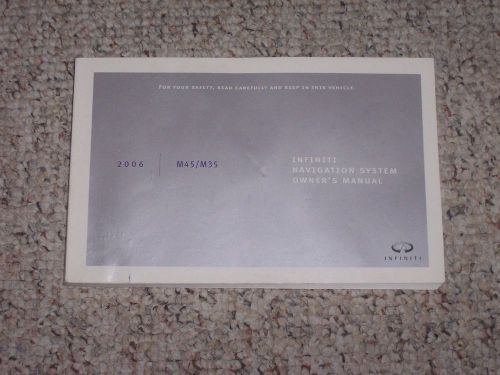 FOR YOUR SAFETY, READ CAREFULLY AND KEEP IN THIS VEHICLE.
2006 M45/M35
INFINITI
NAVIGATION SYSTEM
OWNER'S MANUAL
INFINITI